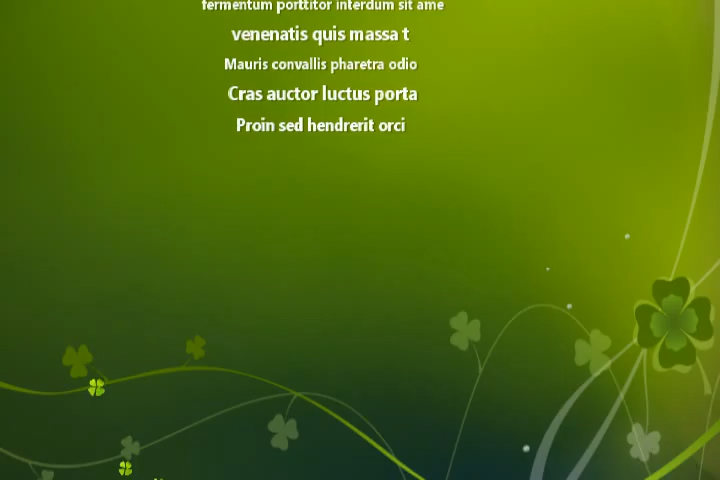 fermentum porttitor interdum sit ame
venenatis quis massa t
Mauris convallis pharetra odio
Cras auctor luctus porta
Proin sed hendrerit orci